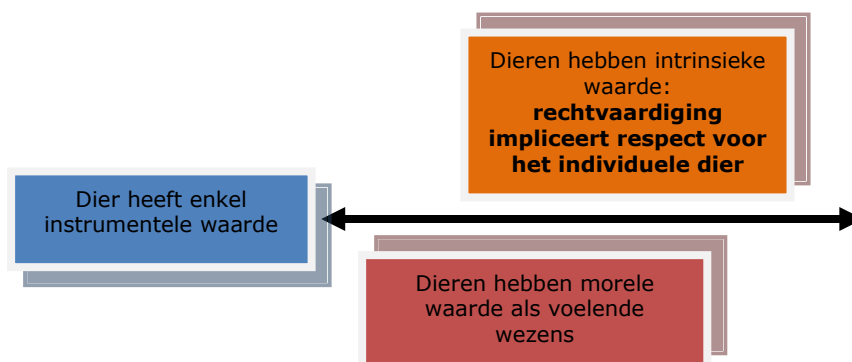 Dieren hebben intrinsieke
waarde:
rechtvaardiging
impliceert respect voor
het individuele dier
Dier heeft enkel
instrumentele waarde
Dieren hebben morele
waarde als voelende
wezens